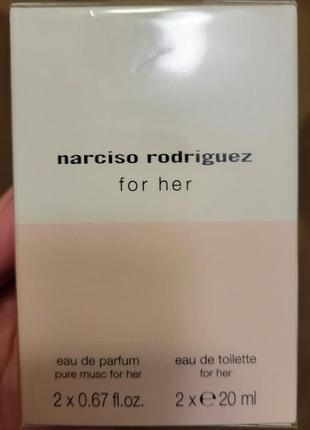 narciso rodriguez
for her
eau de parfum eau de toilette
pure musc for her for her
2 x 0.67 fl.oz. 2 x ℮ 20 ml